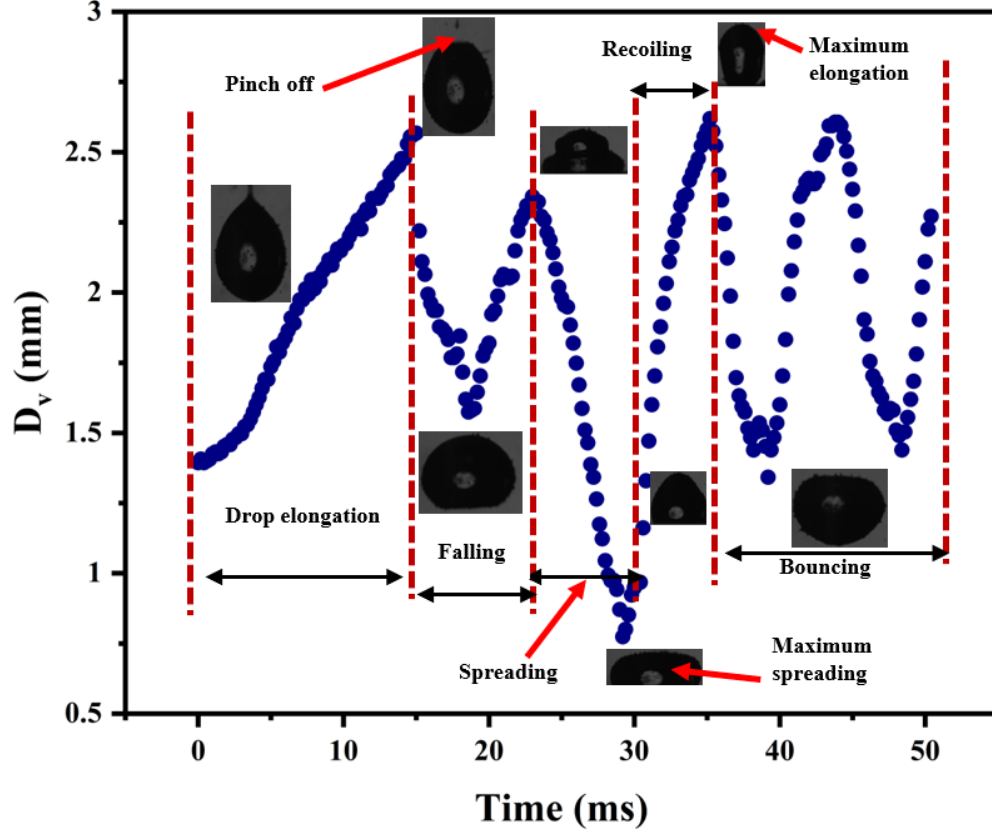 3
2.5
2
1.5
1
0.5
D_v (mm)
Pinch off
Recoiling
Maximum
elongation
Drop elongation
Falling
Bouncing
Spreading
Maximum
spreading
0
10
20
30
40
50
Time (ms)